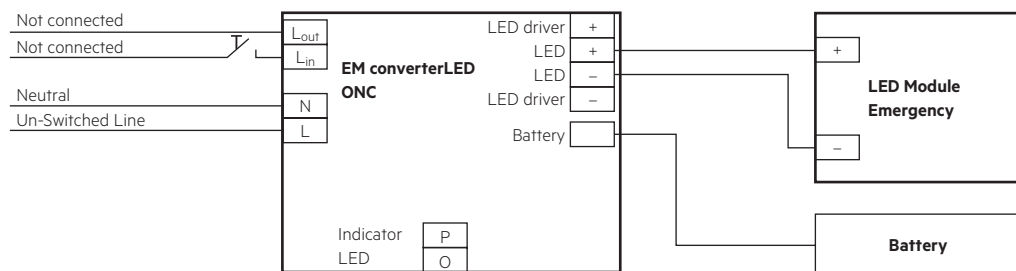 Not connected
Not connected
Neutral
Un-Switched Line
Lout
Lin
N
L
EM converterLED
ONC
LED driver +
LED +
LED –
LED driver –
Battery
Indicator P
LED O
+
–
LED Module
Emergency
Battery